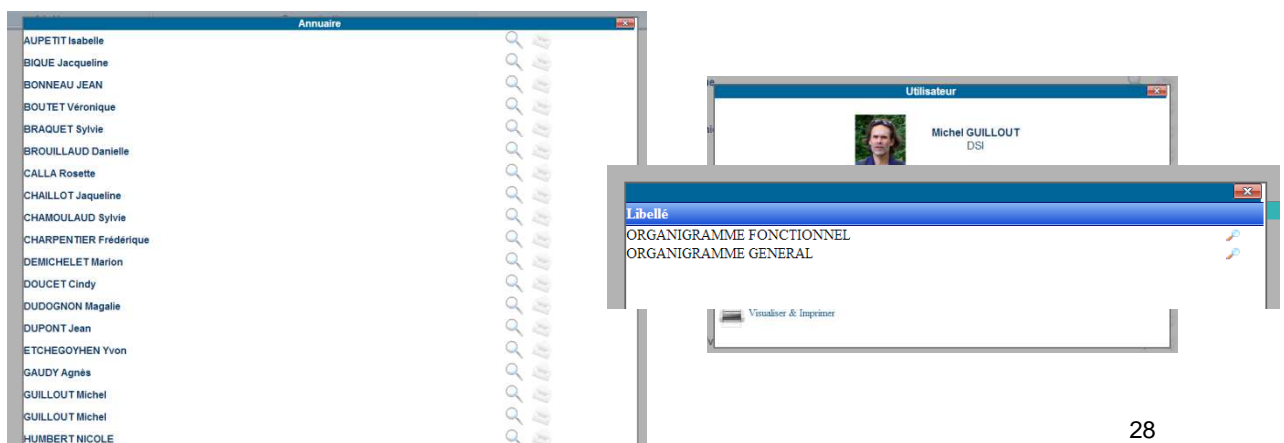 Annuaire
AUPETIT Isabelle
BIQUE Jacqueline
BONNEAU JEAN
BOUTET Véronique
BRAQUET Sylvie
BROUILLAUD Danielle
CALLA Rosette
CHAILLOT Jaqueline
CHAMOULAUD Sylvie
CHARPENTIER Frédérique
DEMICHELET Marion
DOUCET Cindy
DUDOGNON Magalie
DUPONT Jean
ETCHEGOYHEN Yvon
GAUDY Agnès
GUILLOUT Michel
GUILLOUT Michel
HUMBERT NICOLE
Utilisateur
Michel GUILLOUT
DSI
Libellé
ORGANIGRAMME FONCTIONNEL
ORGANIGRAMME GENERAL
Visualiser & Imprimer
28